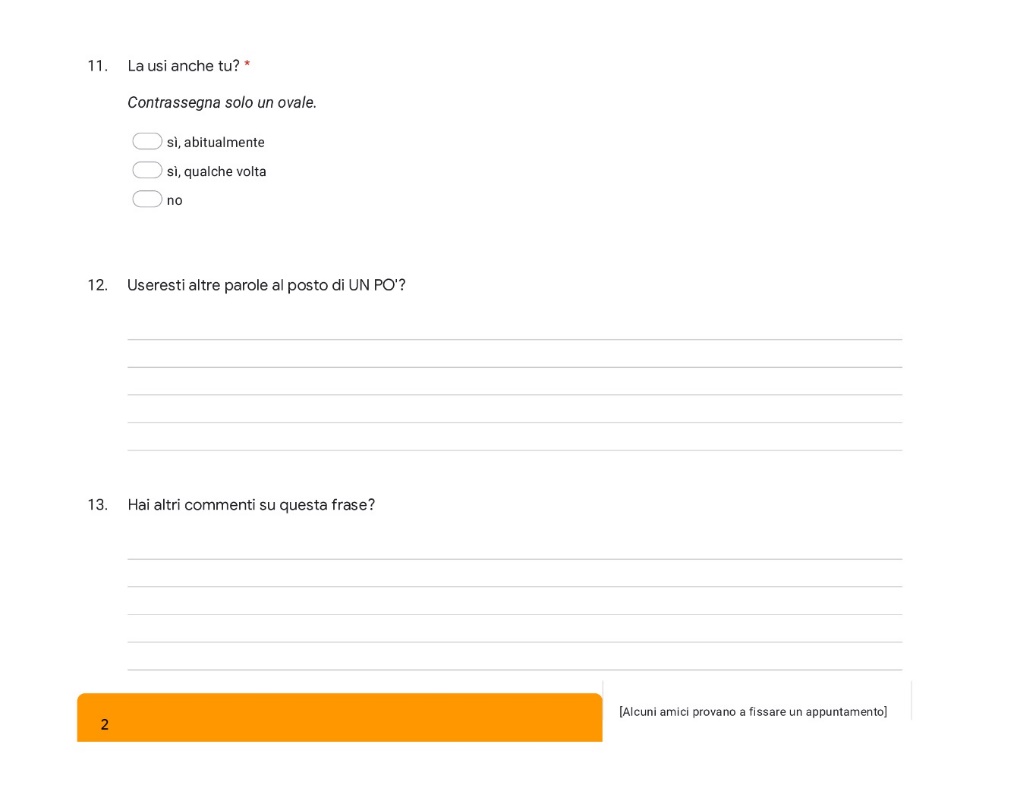 11. La usi anche tu? *
Contrassegna solo un ovale.
sì, abitualmente
sì, qualche volta
no
12. Useresti altre parole al posto di UN PO'?
13. Hai altri commenti su questa frase?
2
[Alcuni amici provano a fissare un appuntamento]